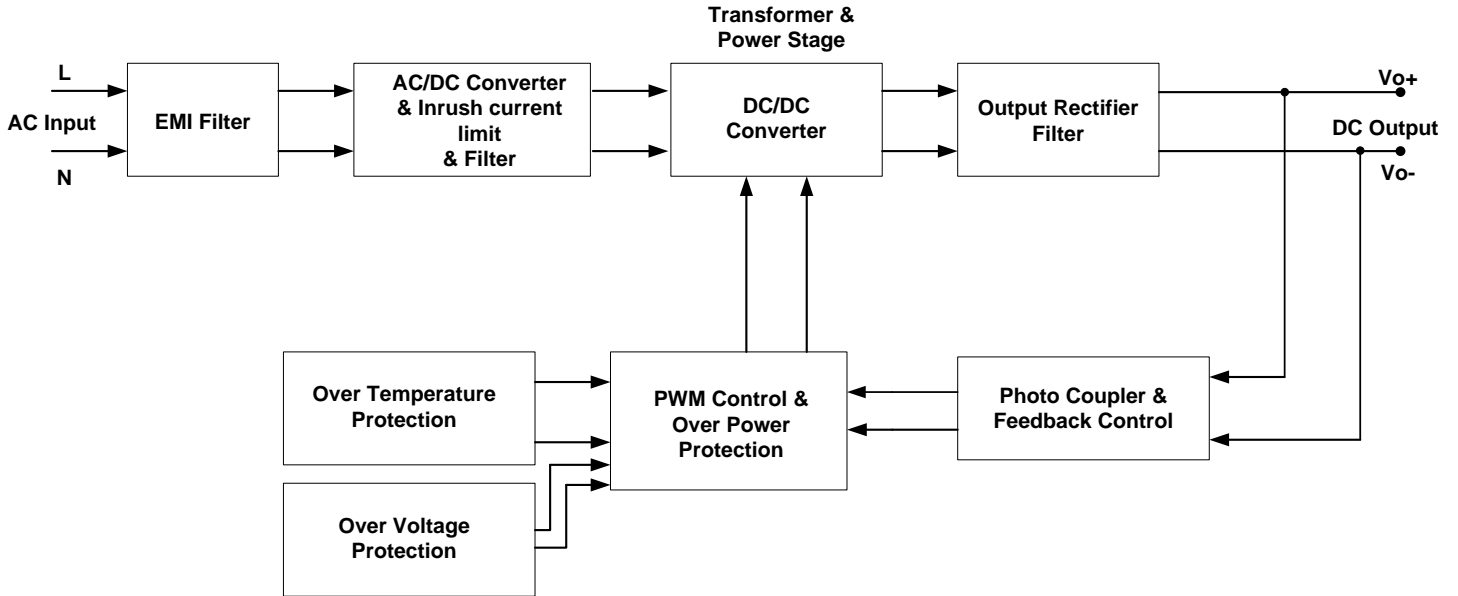 Transformer &
Power Stage
L
AC Input
N
EMI Filter
AC/DC Converter
& Inrush current
limit
& Filter
DC/DC
Converter
Output Rectifier
Filter
Vo+
DC Output
Vo-
Over Temperature
Protection
PWM Control &
Over Power
Protection
Photo Coupler &
Feedback Control
Over Voltage
Protection